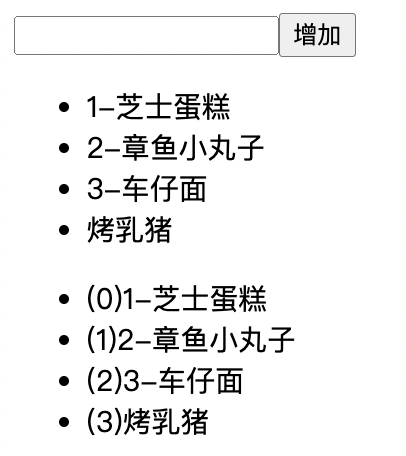 增加
1-芝士蛋糕
2-章鱼小丸子
3-车仔面
烤乳猪
(0)1-芝士蛋糕
(1)2-章鱼小丸子
(2)3-车仔面
(3)烤乳猪